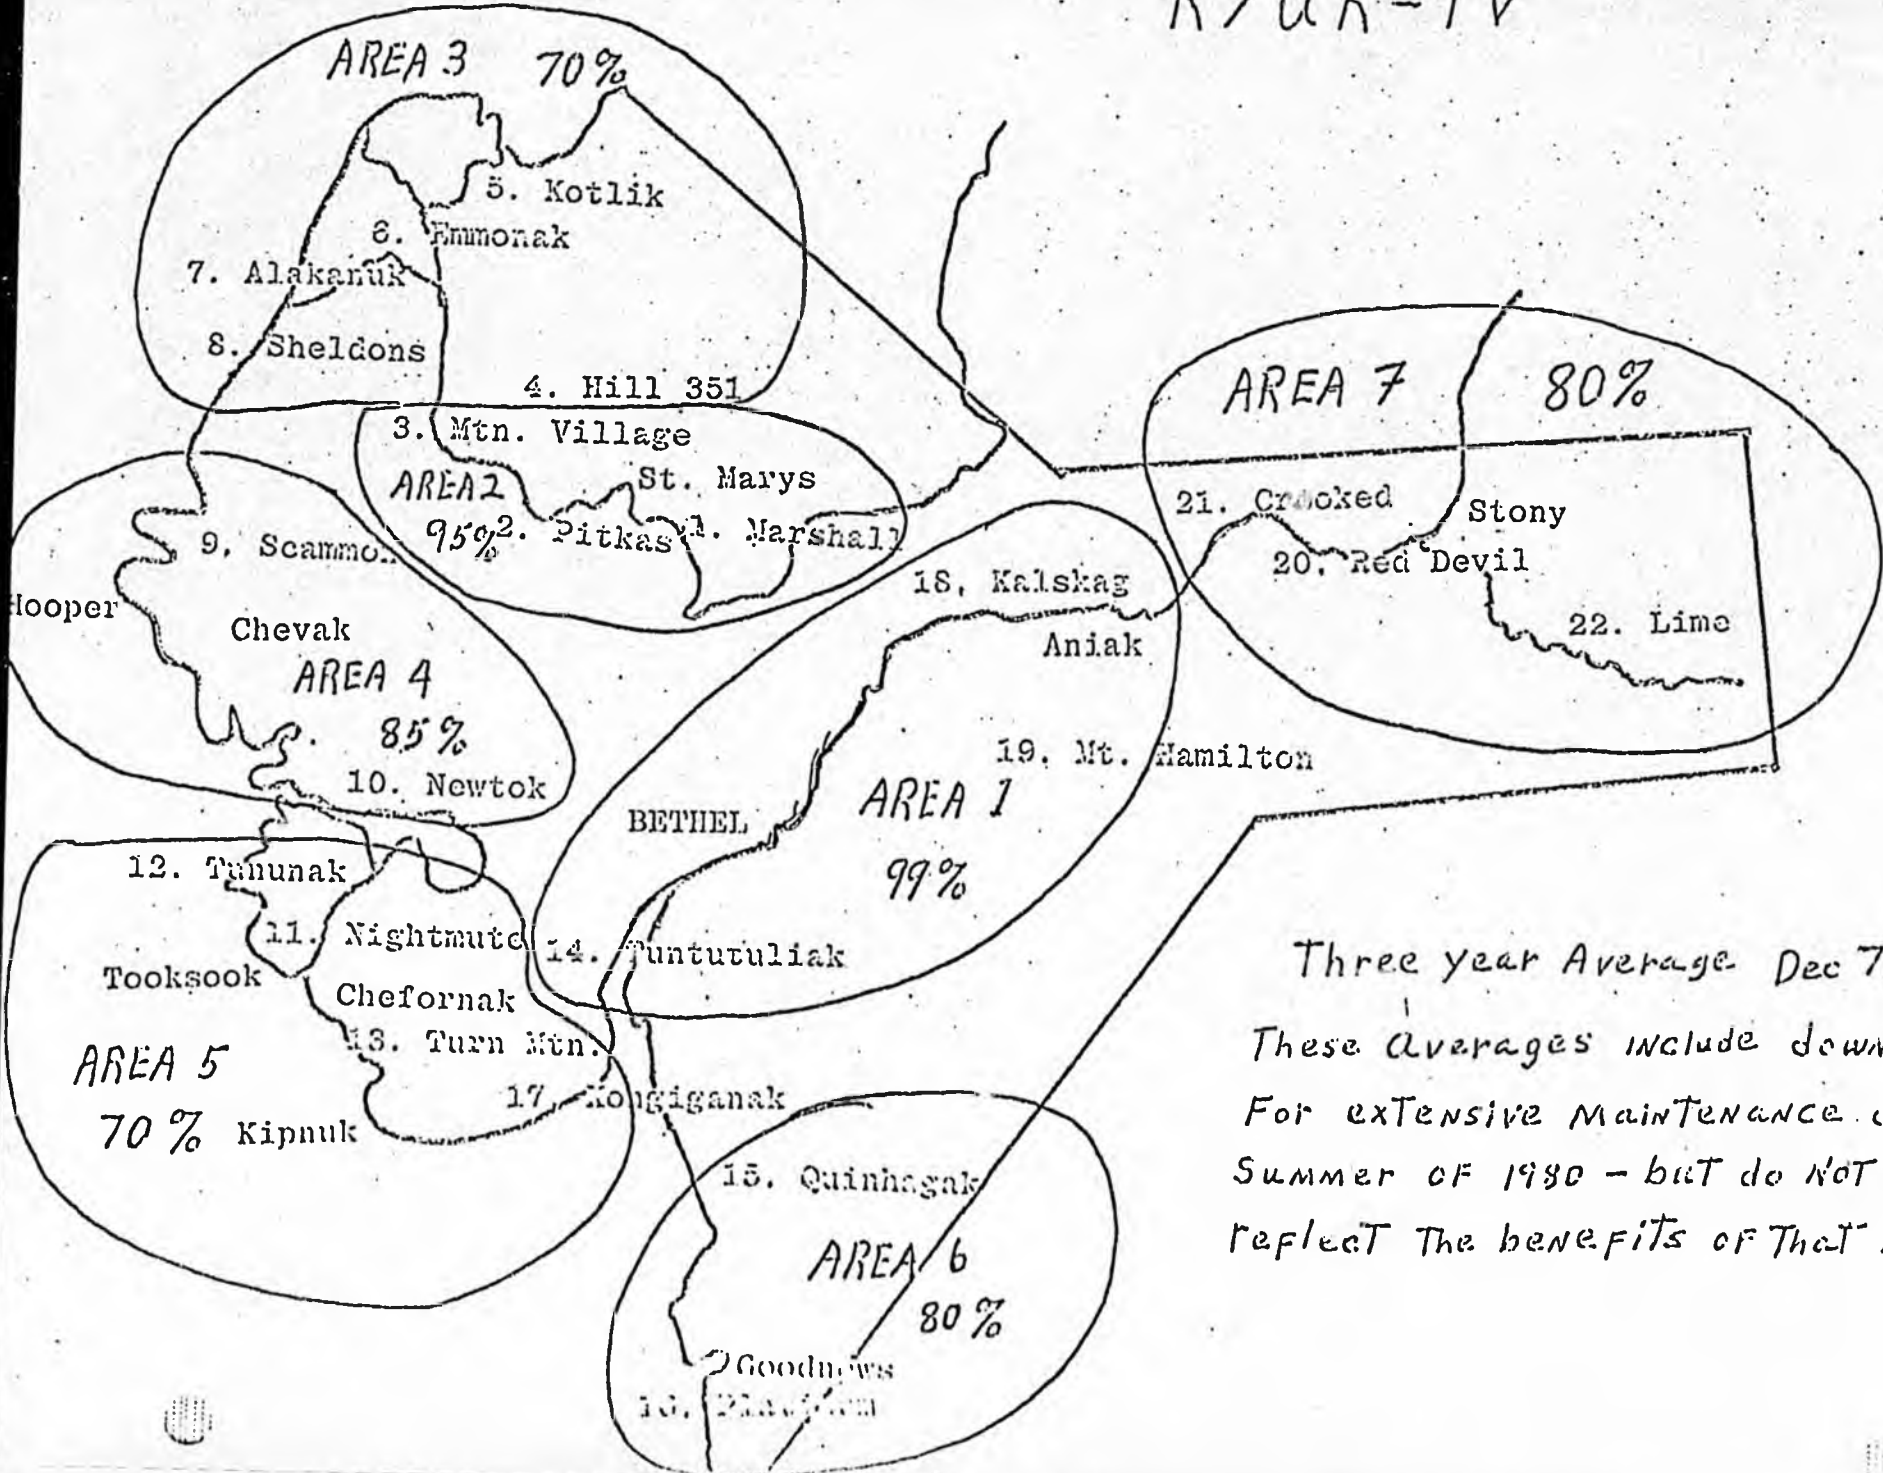 AREA 3 70%
5. Kotlik
6. Emmonak
7. Alakanuk
8. Sheldons
4. Hill 351
3. Mtn. Village
AREA 2
St. Marys
95%
2. Pitkas
1. Marshall
AREA 7 80%
21. Crooked
Stony
20. Red Devil
22. Lime
9. Scammon
Hooper
Chevak
AREA 4
85%
10. Newtok
18. Kalskag
Aniak
19. Mt. Hamilton
BETHEL
AREA 1
99%
14. Tuntutuliak
12. Tununak
11. Nightmute
Tooksook
Chefornak
13. Turn Mtn.
AREA 5
17. Kongiganak
70% Kipnuk
15. Quinhagak
AREA 6
80%
Goodnews
16.
Three year Average Dec 7
These averages include down
For extensive maintenance
Summer of 1980 - but do not
reflect the benefits of that